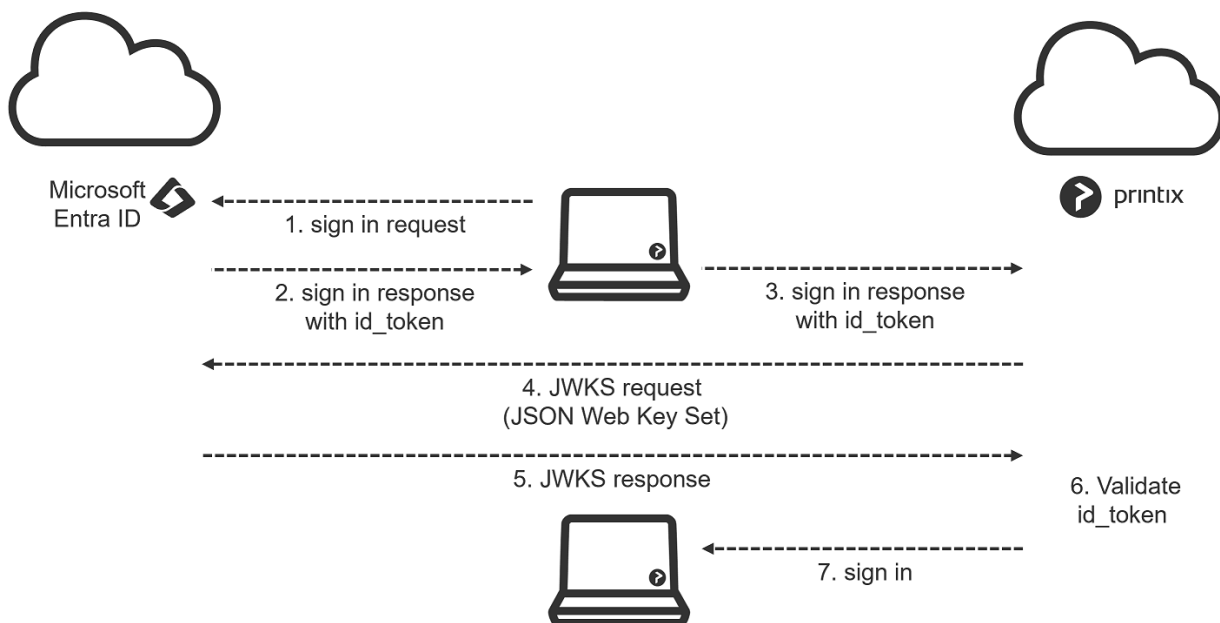 Microsoft
Entra ID
printix
1. sign in request
2. sign in response
with id_token
3. sign in response
with id_token
4. JWKS request
(JSON Web Key Set)
5. JWKS response
6. Validate
id_token
7. sign in